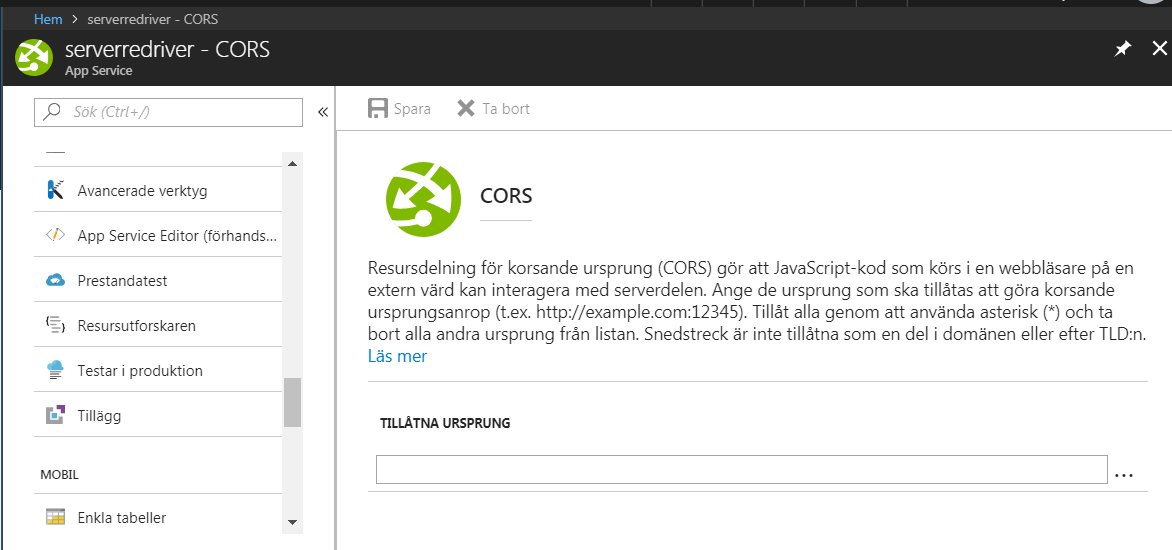 Hem > serverredriver - CORS
serverredriver - CORS
App Service
Sök (Ctrl+/)
Avancerade verktyg
App Service Editor (förhands...
Prestandatest
Resursutforskaren
Testar i produktion
Tillägg
MOBIL
Enkla tabeller
Spara
Ta bort
CORS
Resursdelning för korsande ursprung (CORS) gör att JavaScript-kod som körs i en webbläsare på en
extern värd kan interagera med serverdelen. Ange de ursprung som ska tillåtas att göra korsande
ursprungsanrop (t.ex. http://example.com:12345). Tillåt alla genom att använda asterisk (*) och ta
bort alla andra ursprung från listan. Snedstreck är inte tillåtna som en del i domänen eller efter TLD:n.
Läs mer
TILLÅTNA URSPRUNG
...